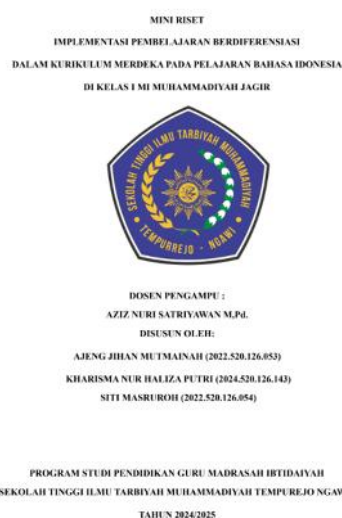 MINI RISET
IMPLEMENTASI PEMBELAJARAN BERDIFERENSIASI
DALAM KURIKULUM MERDEKA PADA PELAJARAN BAHASA IDONESIA
DI KELAS I MI MUHAMMADIYAH JAGIR
SEKOLAH TINGGI ILMU TARBIYAH MUHAMMADIYAH
TEMPURREJO - NGAWI
DOSEN PENGAMPU :
AZIZ NURI SATRIYAWAN M,Pd.
DISUSUN OLEH:
AJENG JIHAN MUTMAINAH (2022.520.126.053)
KHARISMA NUR HALIZA PUTRI (2024.520.126.143)
SITI MASRUROH (2022.520.126.054)
PROGRAM STUDI PENDIDIKAN GURU MADRASAH IBTIDAIYAH
SEKOLAH TINGGI ILMU TARBIYAH MUHAMMADIYAH TEMPUREJO NGAW
TAHUN 2024/2025